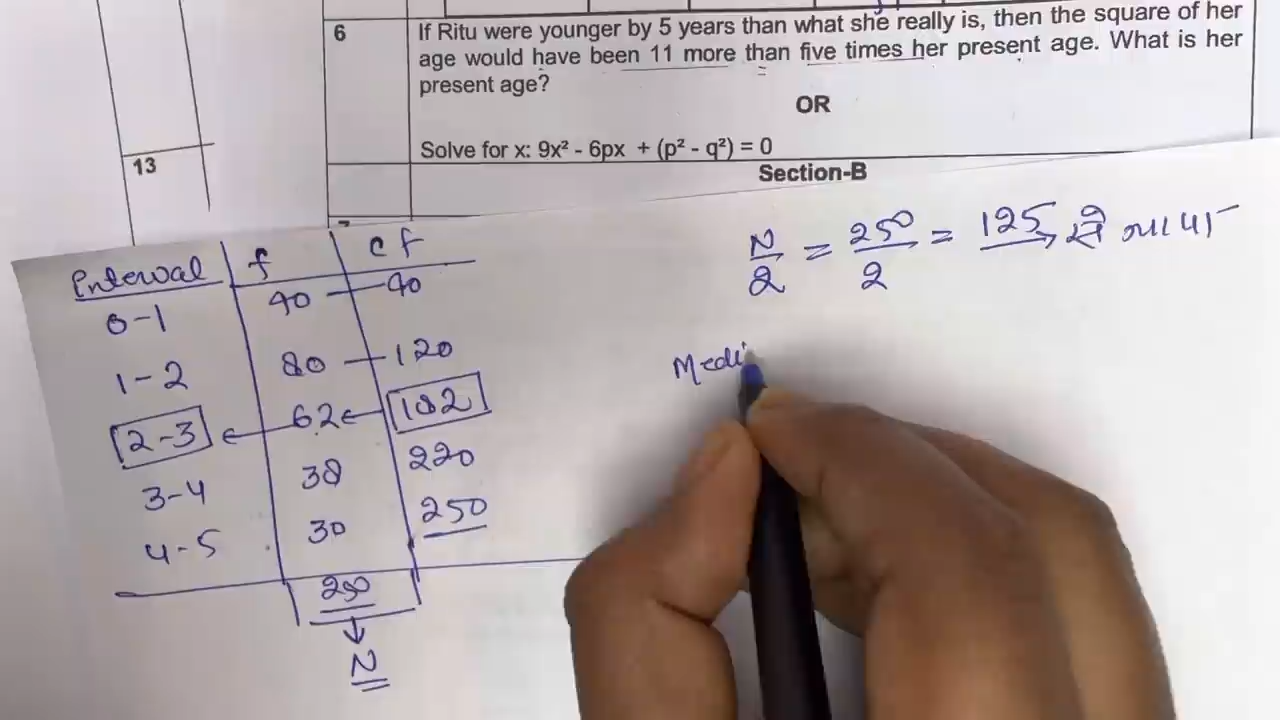 6
If Ritu were younger by 5 years than what she really is, then the square of her
age would have been 11 more than five times her present age. What is her
present age?
OR
Solve for x: 9x² - 6px + (p² - q²) = 0
13
Section-B
Interval f cf
0-1 40 40
1-2 80 120
2-3 62 182
3-4 38 220
4-5 30 250
250
N
N/2 = 250/2 = 125 से
Medi